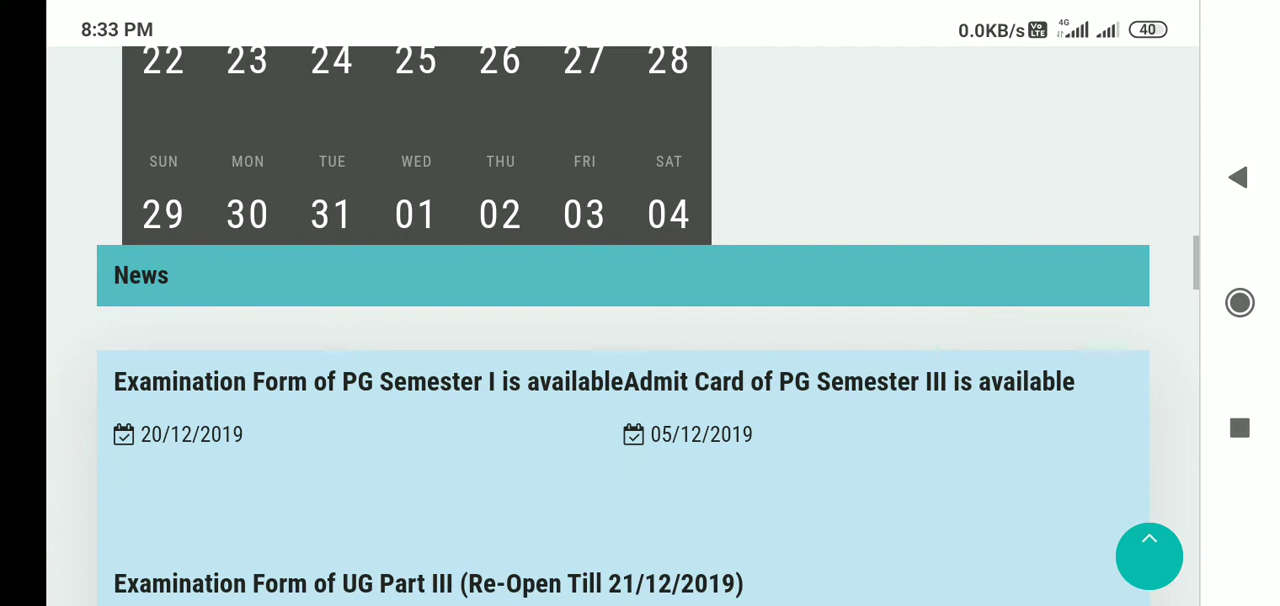 8:33 PM
0.0KB/s Vo LTE 4G 40
22 23 24 25 26 27 28
SUN MON TUE WED THU FRI SAT
29 30 31 01 02 03 04
News
Examination Form of PG Semester I is availableAdmit Card of PG Semester III is available
20/12/2019 05/12/2019
Examination Form of UG Part III (Re-Open Till 21/12/2019)